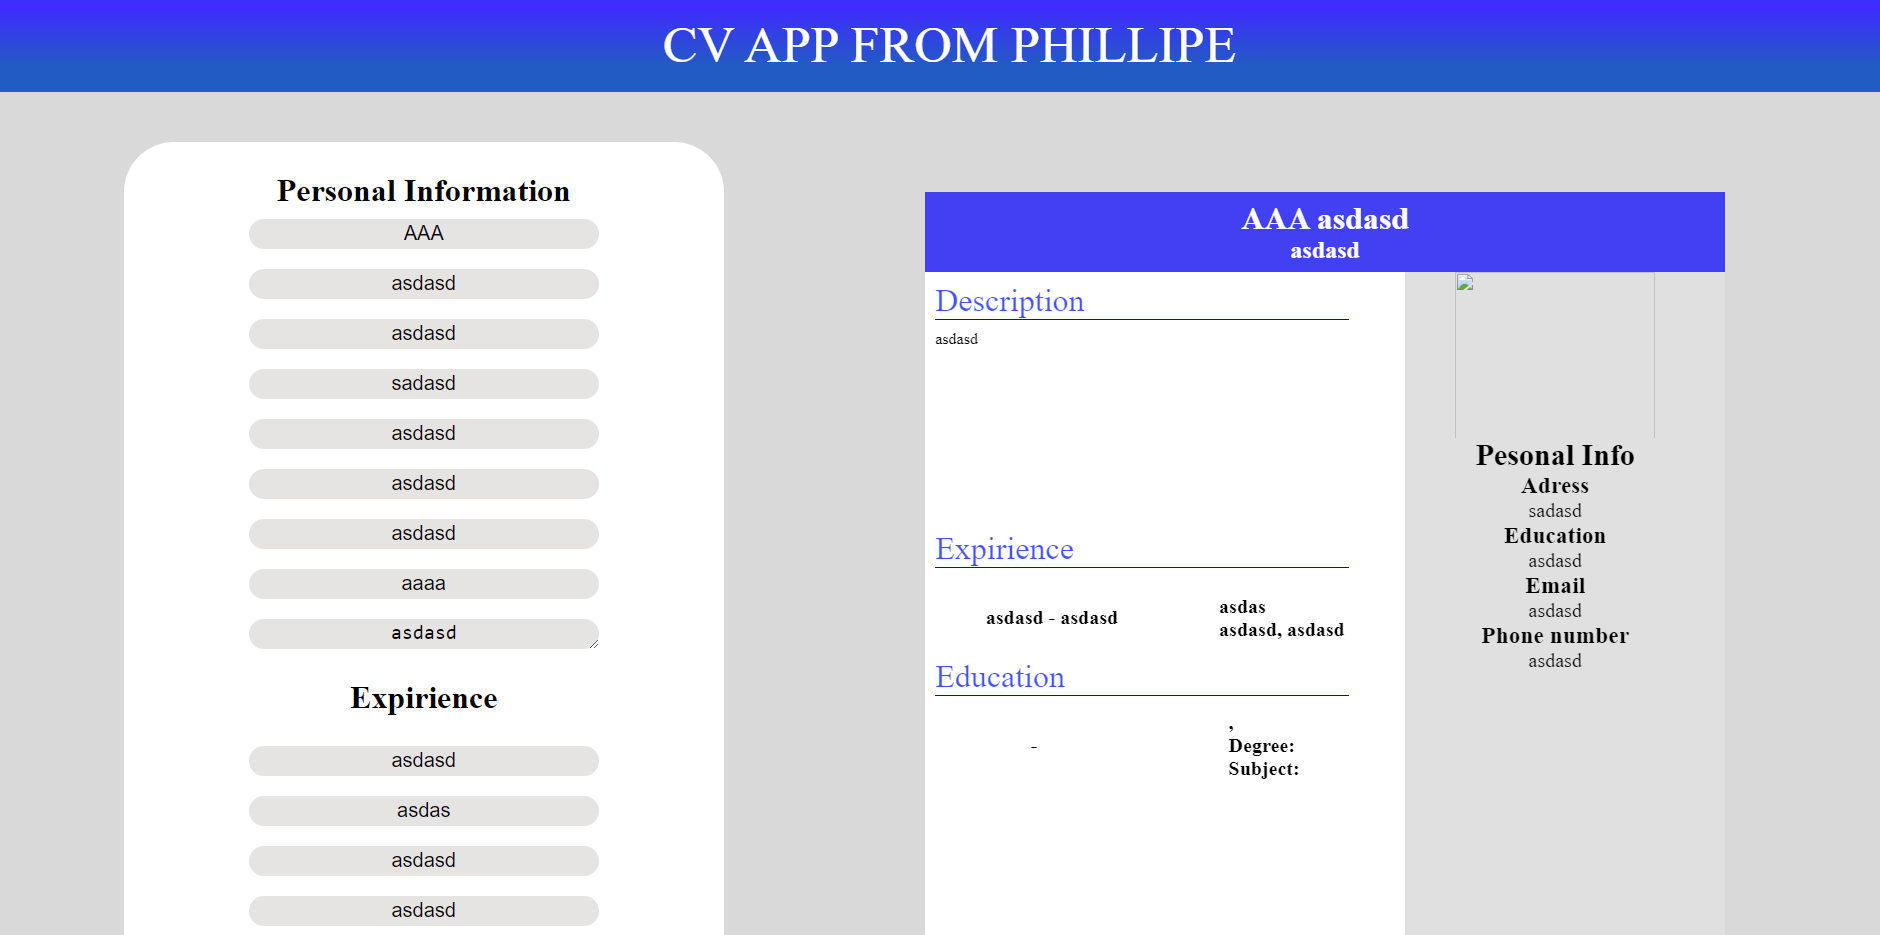 CV APP FROM PHILLIPE
Personal Information
AAA
asdasd
asdasd
sadasd
asdasd
asdasd
asdasd
aaaa
asdasd
Expirience
asdasd
asdas
asdasd
asdasd
AAA asdasd
asdasd
Description
asdasd
Expirience
asdasd - asdasd
asdas
asdasd, asdasd
Education
-
,
Degree:
Subject:
Pesonal Info
Adress
sadasd
Education
asdasd
Email
asdasd
Phone number
asdasd